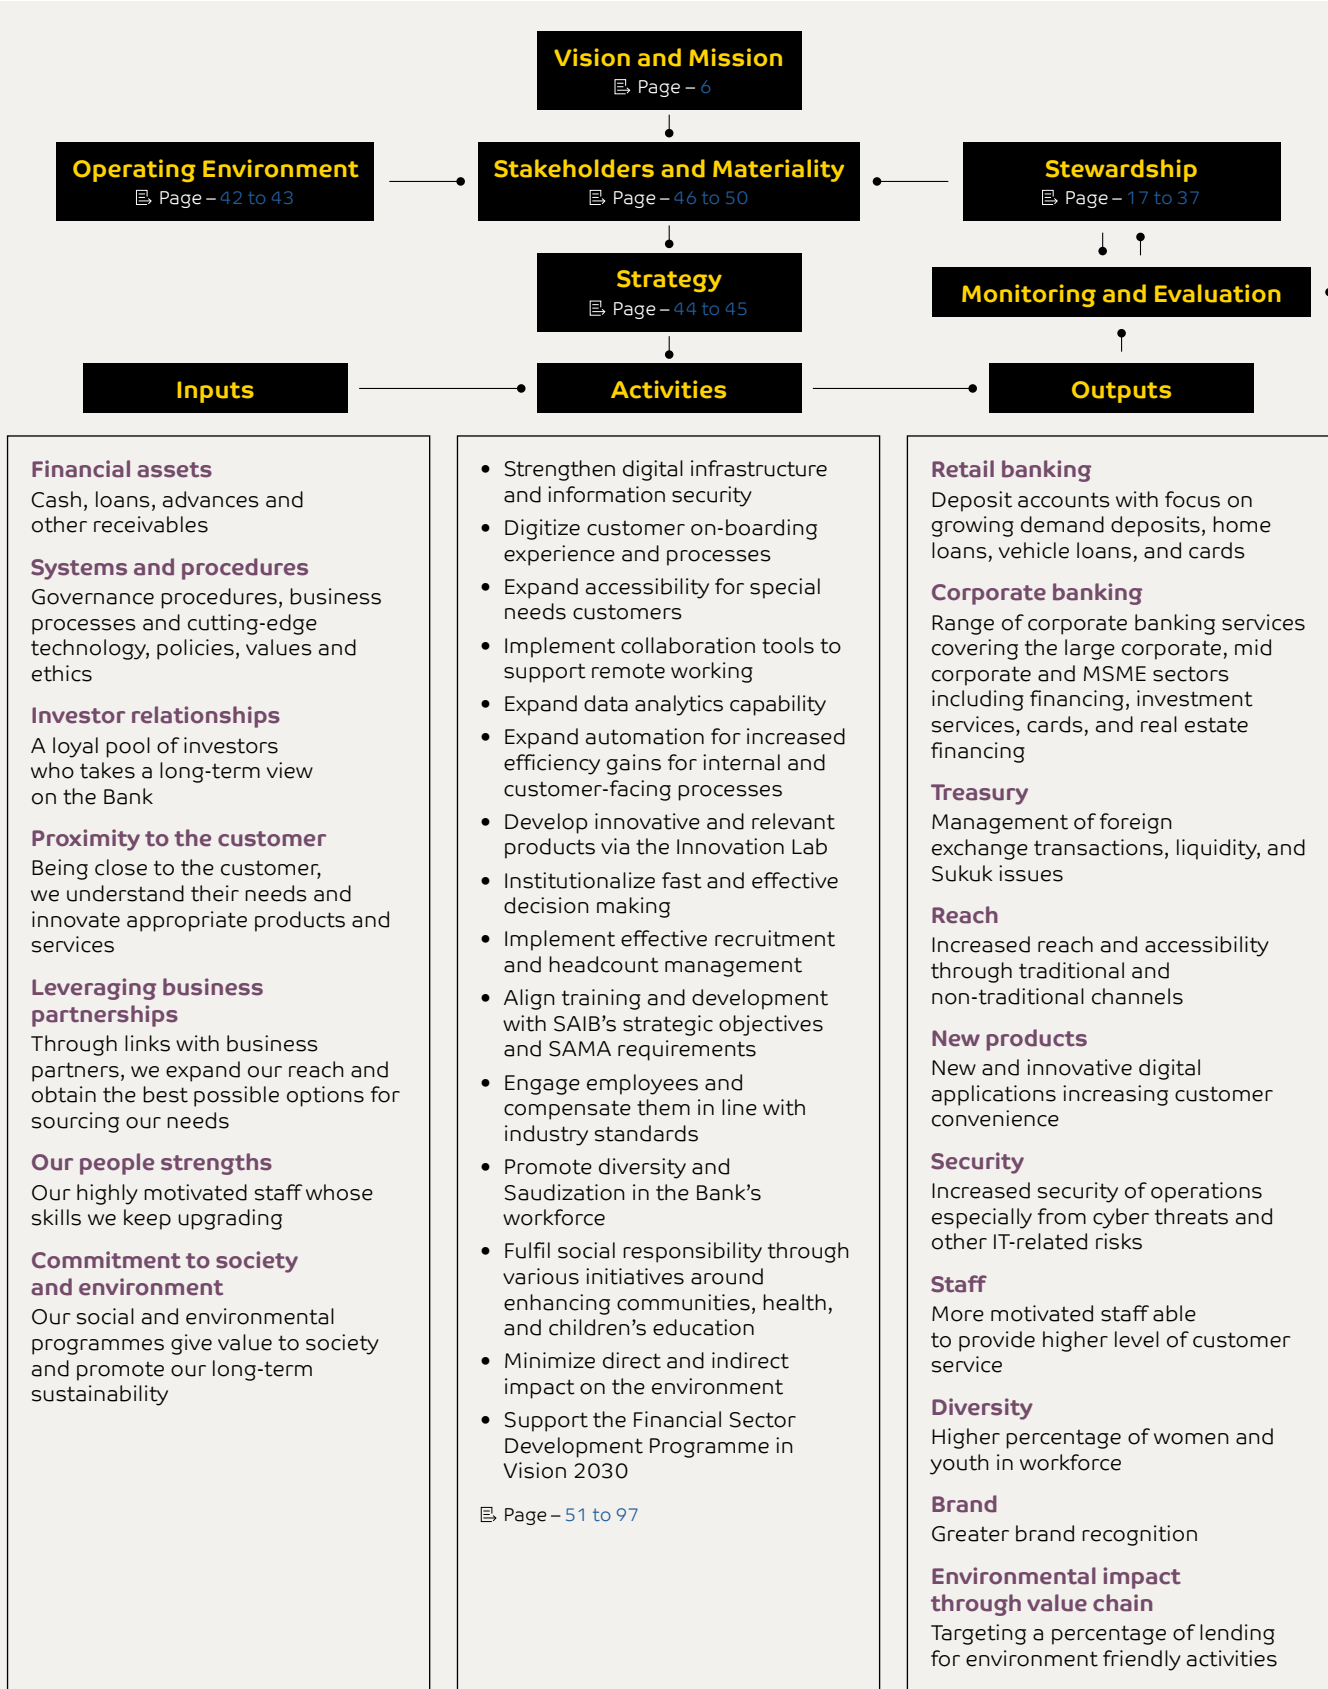 Vision and Mission
Page – 6
Operating Environment
Page – 42 to 43
Stakeholders and Materiality
Page – 46 to 50
Stewardship
Page – 17 to 37
Strategy
Page – 44 to 45
Monitoring and Evaluation
Inputs
Activities
Outputs
Financial assets
Cash, loans, advances and
other receivables
Systems and procedures
Governance procedures, business
processes and cutting-edge
technology, policies, values and
ethics
Investor relationships
A loyal pool of investors
who takes a long-term view
on the Bank
Proximity to the customer
Being close to the customer,
we understand their needs and
innovate appropriate products and
services
Leveraging business
partnerships
Through links with business
partners, we expand our reach and
obtain the best possible options for
sourcing our needs
Our people strengths
Our highly motivated staff whose
skills we keep upgrading
Commitment to society
and environment
Our social and environmental
programmes give value to society
and promote our long-term
sustainability
• Strengthen digital infrastructure
and information security
• Digitize customer on-boarding
experience and processes
• Expand accessibility for special
needs customers
• Implement collaboration tools to
support remote working
• Expand data analytics capability
• Expand automation for increased
efficiency gains for internal and
customer-facing processes
• Develop innovative and relevant
products via the Innovation Lab
• Institutionalize fast and effective
decision making
• Implement effective recruitment
and headcount management
• Align training and development
with SAIB’s strategic objectives
and SAMA requirements
• Engage employees and
compensate them in line with
industry standards
• Promote diversity and
Saudization in the Bank’s
workforce
• Fulfil social responsibility through
various initiatives around
enhancing communities, health,
and children’s education
• Minimize direct and indirect
impact on the environment
• Support the Financial Sector
Development Programme in
Vision 2030
Page – 51 to 97
Retail banking
Deposit accounts with focus on
growing demand deposits, home
loans, vehicle loans, and cards
Corporate banking
Range of corporate banking services
covering the large corporate, mid
corporate and MSME sectors
including financing, investment
services, cards, and real estate
financing
Treasury
Management of foreign
exchange transactions, liquidity, and
Sukuk issues
Reach
Increased reach and accessibility
through traditional and
non-traditional channels
New products
New and innovative digital
applications increasing customer
convenience
Security
Increased security of operations
especially from cyber threats and
other IT-related risks
Staff
More motivated staff able
to provide higher level of customer
service
Diversity
Higher percentage of women and
youth in workforce
Brand
Greater brand recognition
Environmental impact
through value chain
Targeting a percentage of lending
for environment friendly activities